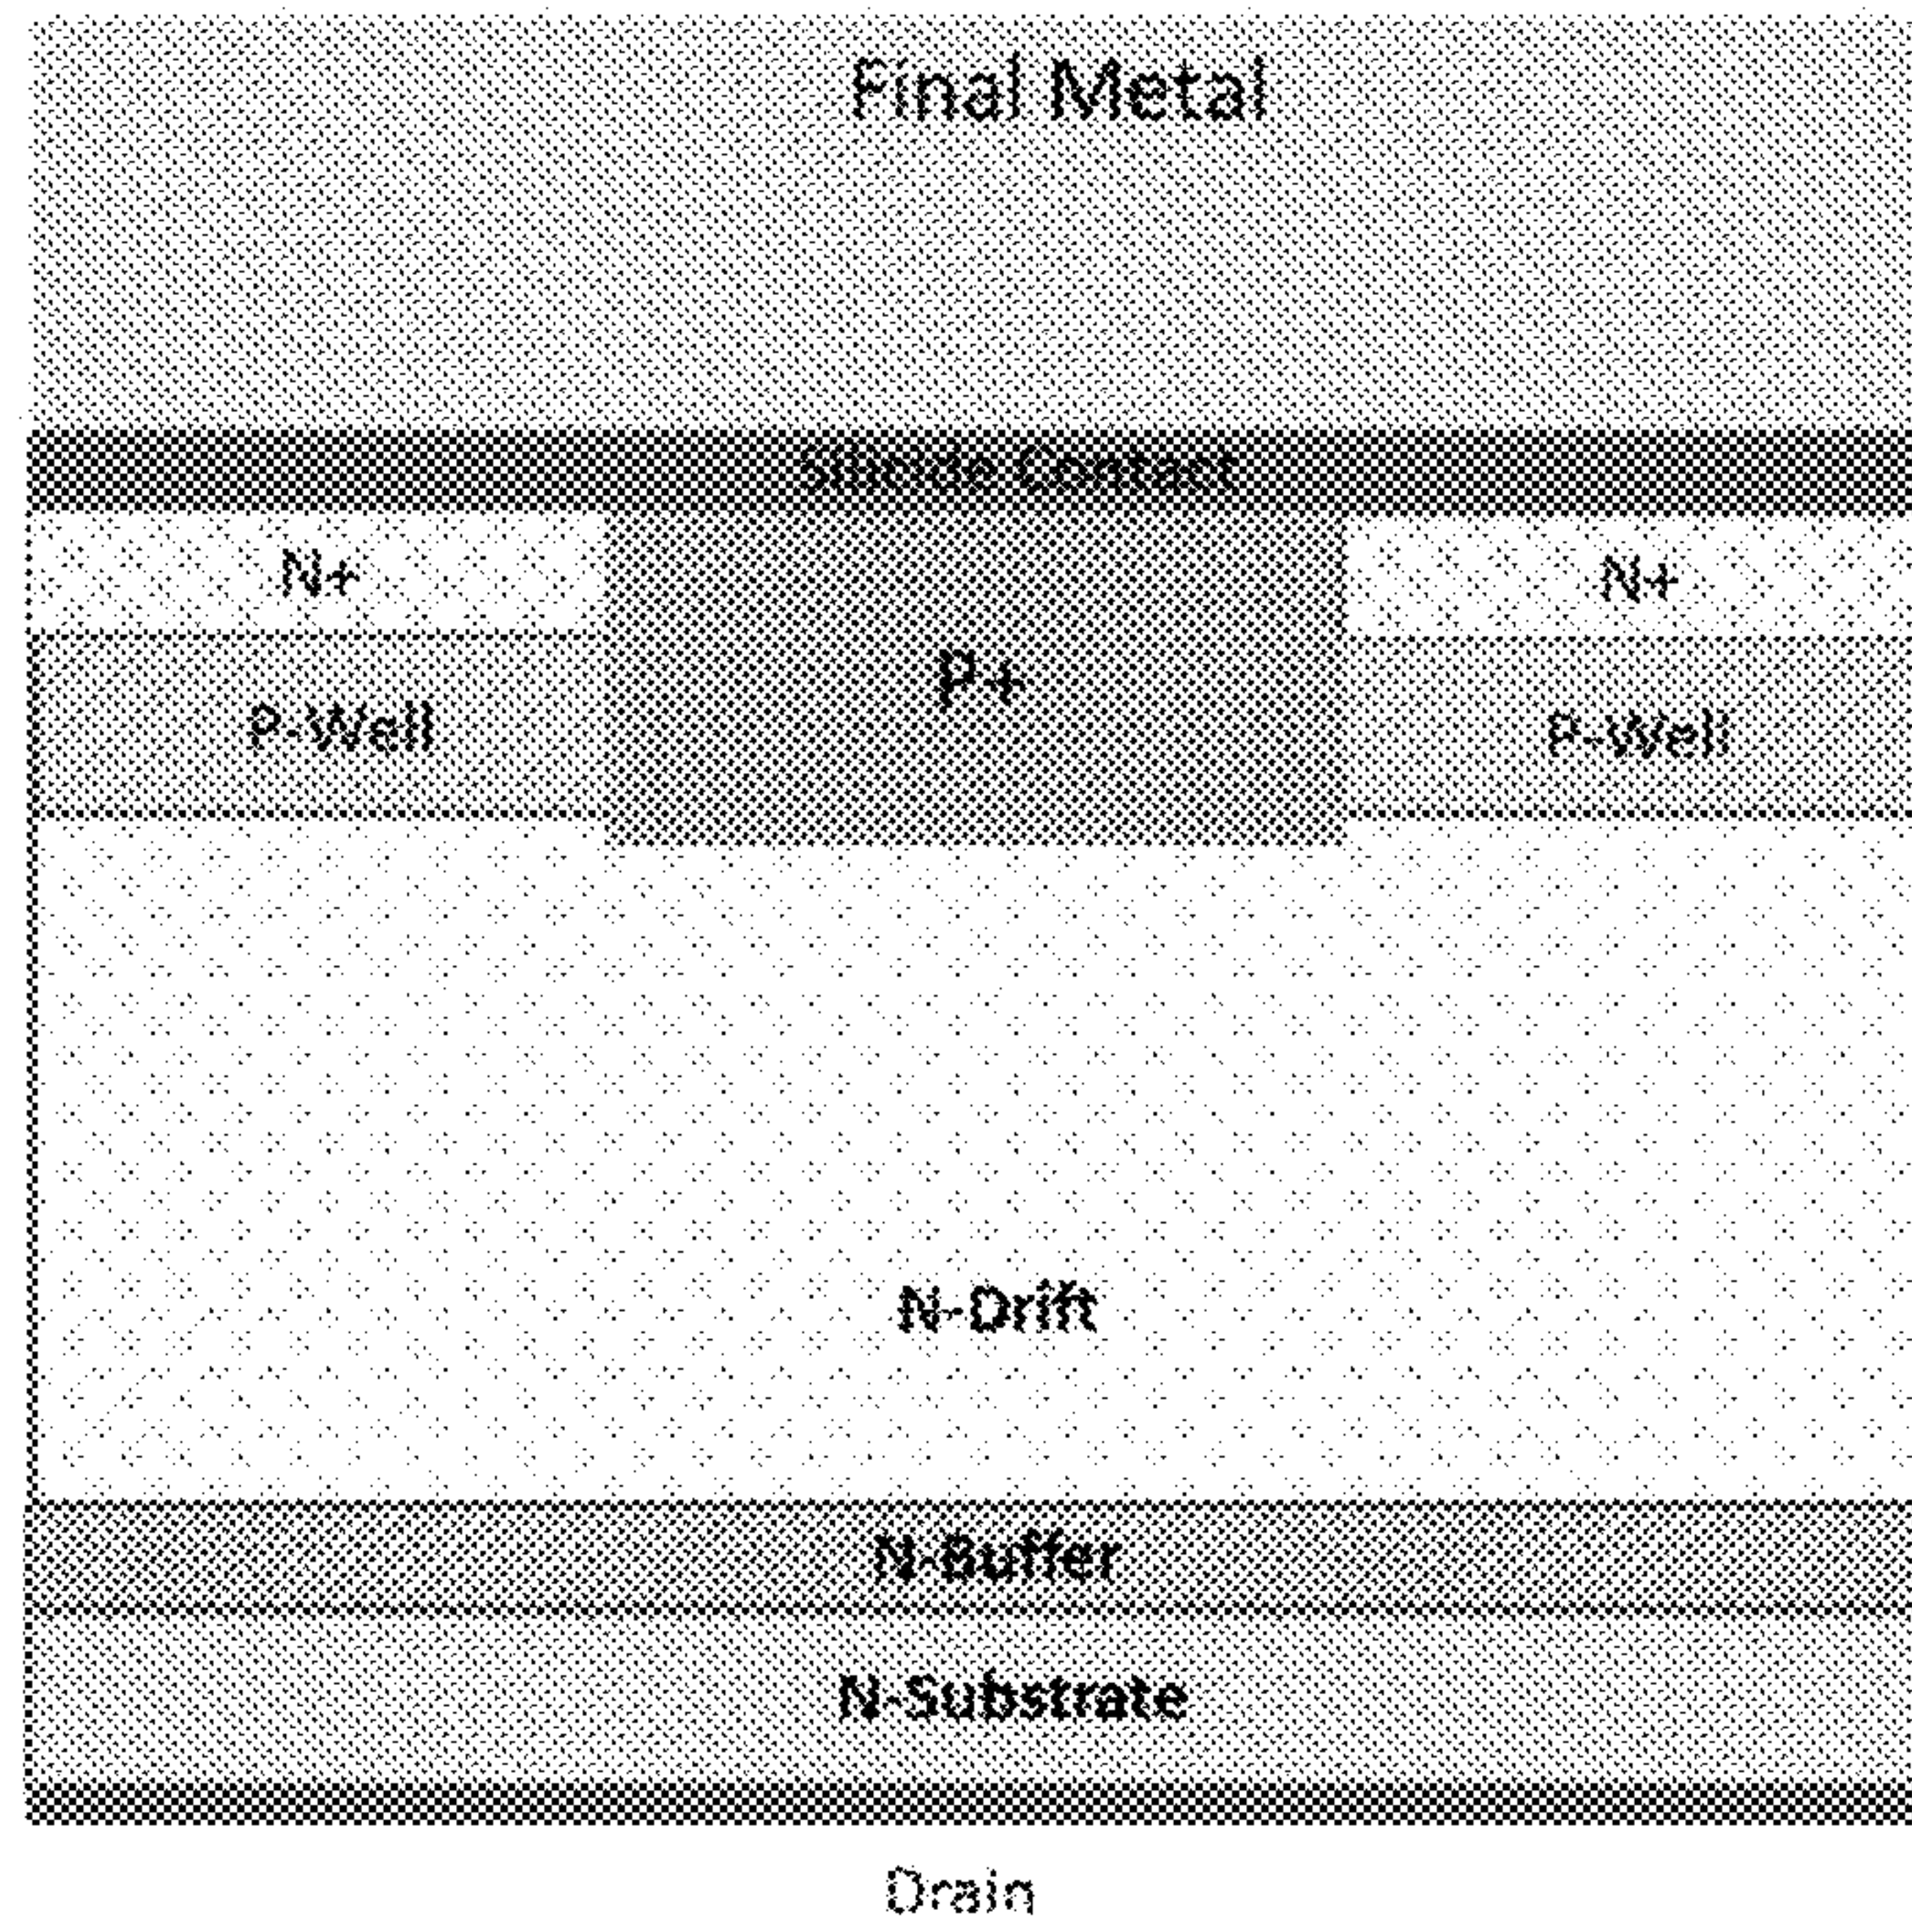 Final Metal
Silicide Contact
N+
N+
P+
P-Well
P-Well
N-Drift
N-Buffer
N-Substrate
Drain